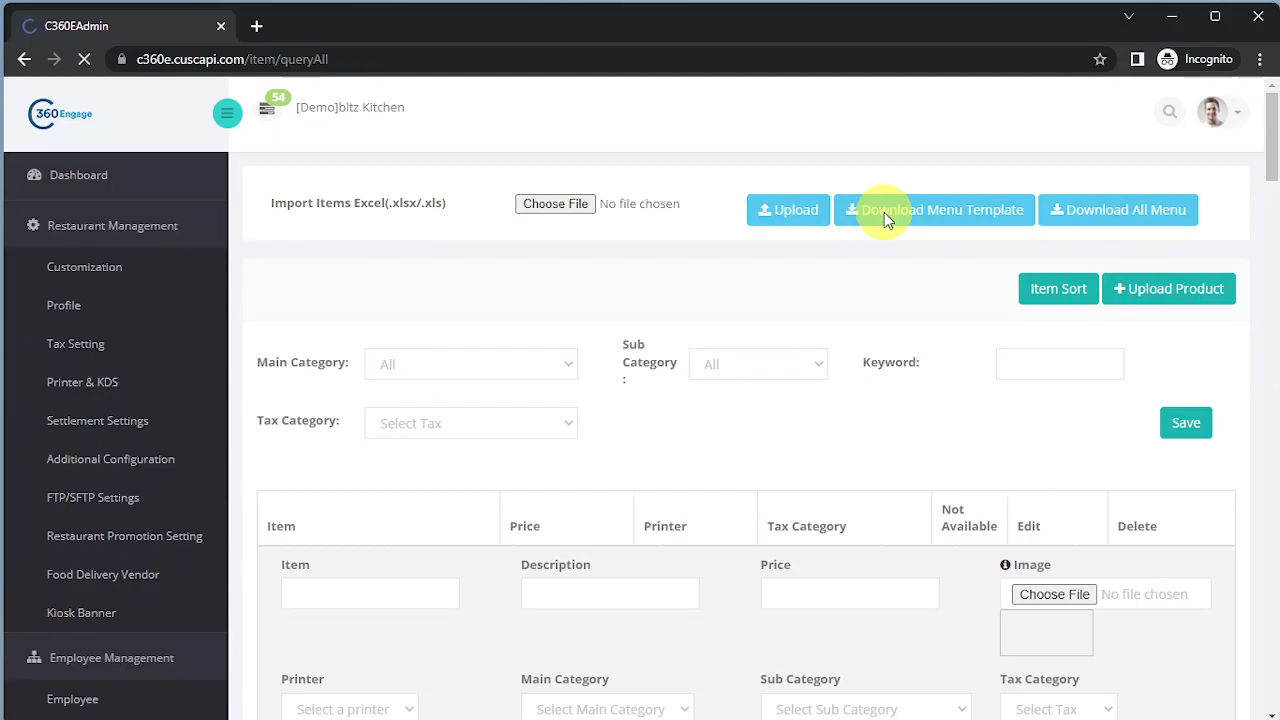 C360EAdmin
c360e.cuscapi.com/item/queryAll
Incognito
360 Engage
54
[Demo]bltz Kitchen
Dashboard
Restaurant Management
Customization
Profile
Tax Setting
Printer & KDS
Settlement Settings
Additional Configuration
FTP/SFTP Settings
Restaurant Promotion Setting
Food Delivery Vendor
Kiosk Banner
Employee Management
Employee
Import Items Excel(.xlsx/.xls)
Choose File No file chosen
Upload
Download Menu Template
Download All Menu
Item Sort
Upload Product
Main Category:
All
Sub
Category
:
All
Keyword:
Tax Category:
Select Tax
Save
Item
Price
Printer
Tax Category
Not
Available
Edit
Delete
Item
Description
Price
Image
Choose File No file chosen
Printer
Main Category
Sub Category
Tax Category
Select a printer
Select Main Category
Select Sub Category
Select Tax